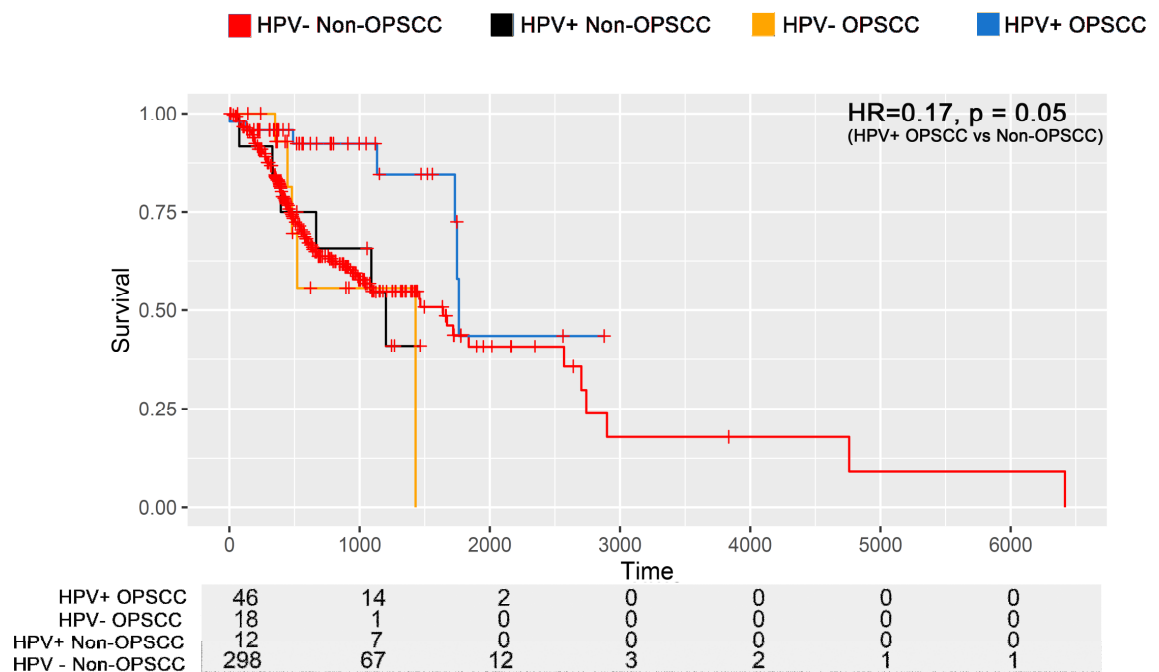 HPV- Non-OPSCC HPV+ Non-OPSCC HPV- OPSCC HPV+ OPSCC
HR=0.17, p = 0.05
(HPV+ OPSCC vs Non-OPSCC)
1.00
0.75
0.50
0.25
0.00
Survival
0 1000 2000 3000 4000 5000 6000
Time
HPV+ OPSCC 46 14 2 0 0 0 0
HPV- OPSCC 18 1 0 0 0 0 0
HPV+ Non-OPSCC 12 7 0 0 0 0 0
HPV - Non-OPSCC 298 67 12 3 2 1 1